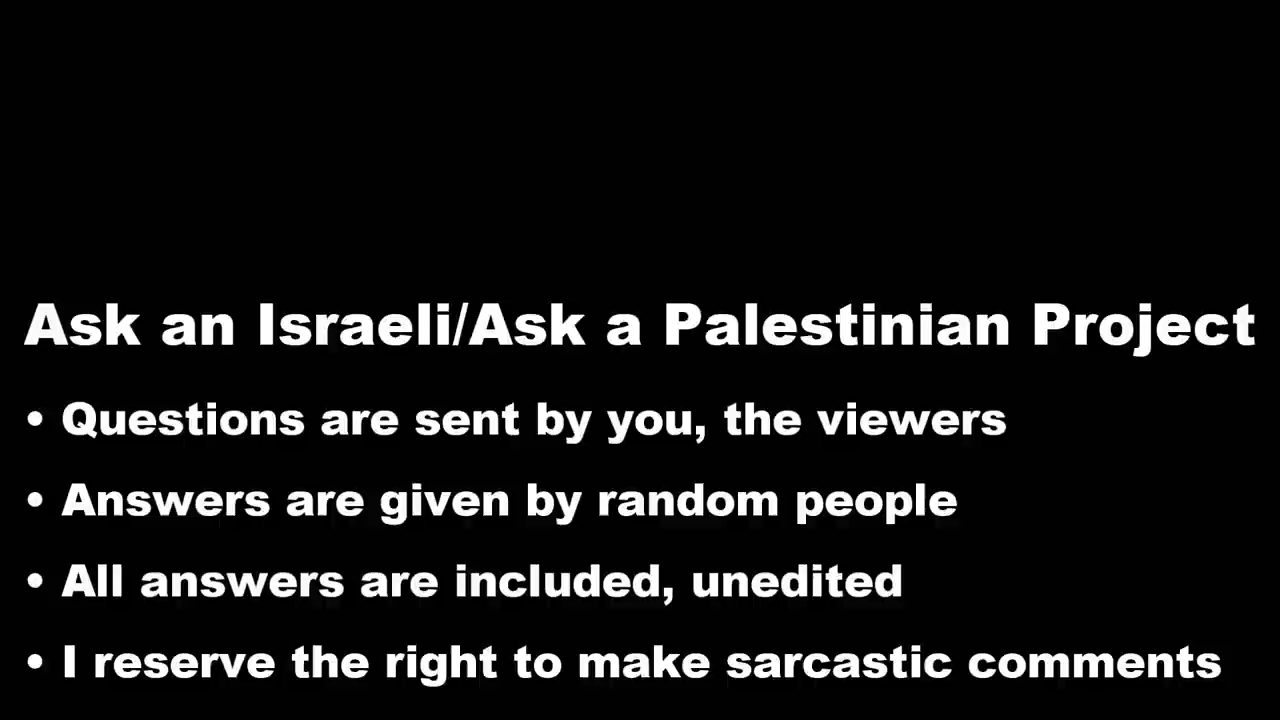 Ask an Israeli/Ask a Palestinian Project
• Questions are sent by you, the viewers
• Answers are given by random people
• All answers are included, unedited
• I reserve the right to make sarcastic comments